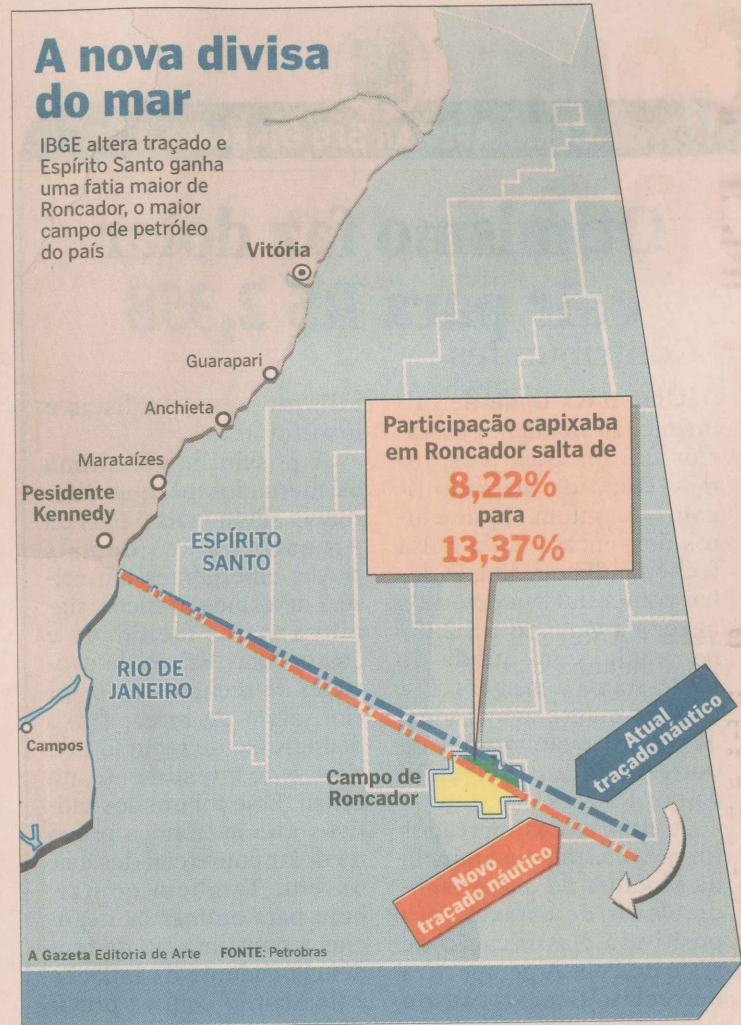 A nova divisa
do mar
IBGE altera traçado e
Espírito Santo ganha
uma fatia maior de
Roncador, o maior
campo de petróleo
do país
Vitória
Guarapari
Anchieta
Marataízes
Pesidente
Kennedy
Participação capixaba
em Roncador salta de
8,22%
para
13,37%
ESPÍRITO
SANTO
RIO DE
JANEIRO
Campos
Campo de
Roncador
Atual
traçado náutico
Novo
traçado náutico
A Gazeta Editoria de Arte FONTE: Petrobras